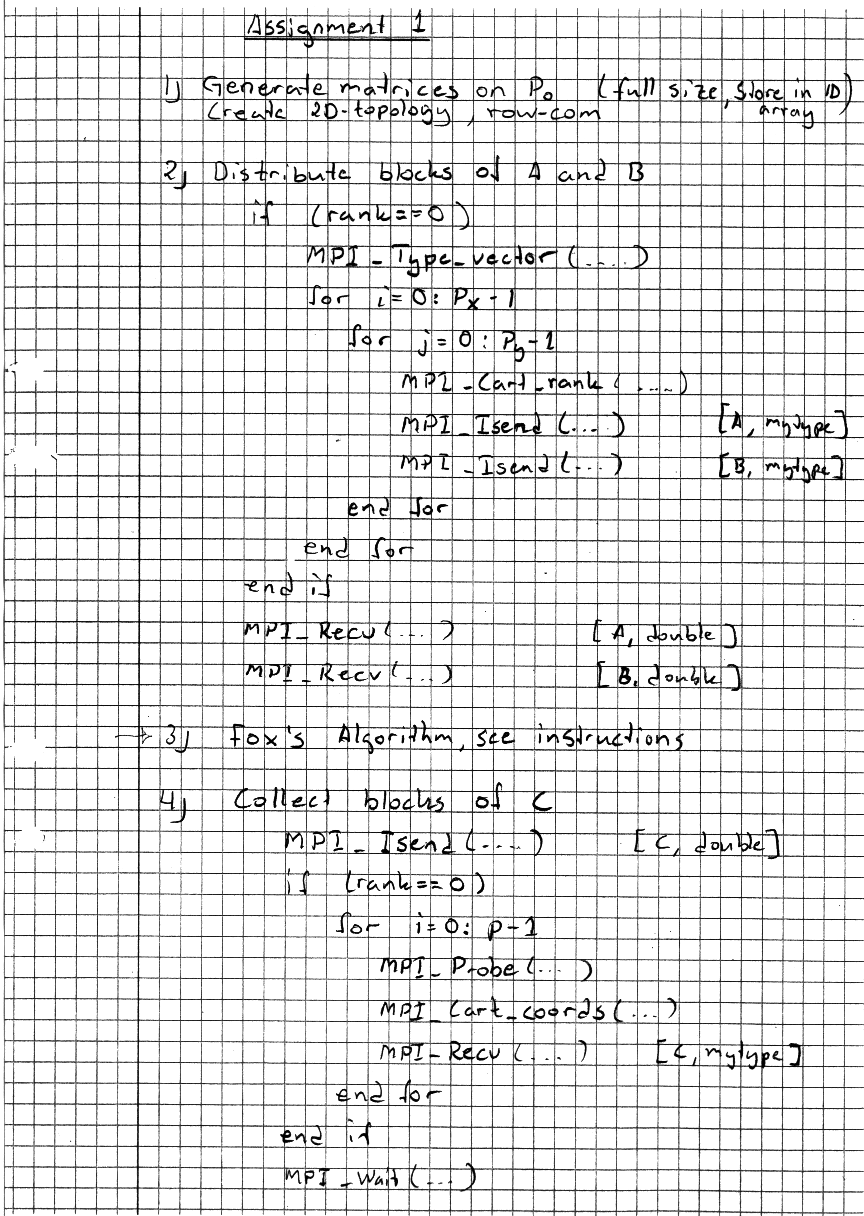 Assignment 1
1) Generate matrices on P0 (full size, store in 1D array)
Create 2D-topology, row-com
2) Distribute blocks of A and B
if (rank==0)
MPI_Type_vector(....)
for i=0: Px-1
for j=0: Py-1
MPI_Cart_rank(....)
MPI_Isend(....) [A, mytype]
MPI_Isend(...) [B, mytype]
end for
end for
end if
MPI_Recv(....) [A, double]
MPI_Recv(...) [B, double]
→ 3) Fox's Algorithm, see instructions
4) Collect blocks of C
MPI_Isend(....) [C, double]
if (rank==0)
for i=0: p-1
MPI_Probe(...)
MPI_Cart_coords(...)
MPI_Recv(...) [C, mytype]
end for
end if
MPI_Wait(...)